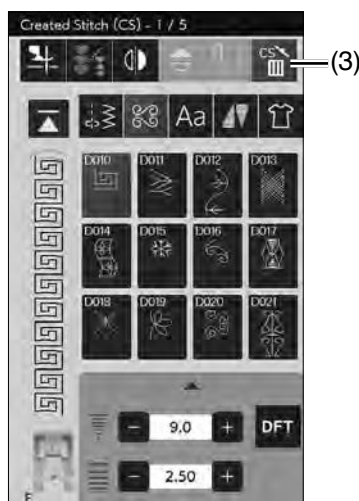 Created Stitch (CS) - 1 / 5
CS
(3)
Aa
D010 D011 D012 D013
D014 D015 D016 D017
D018 D019 D020 D021
- 9.0 + DFT
- 2.50 +
F